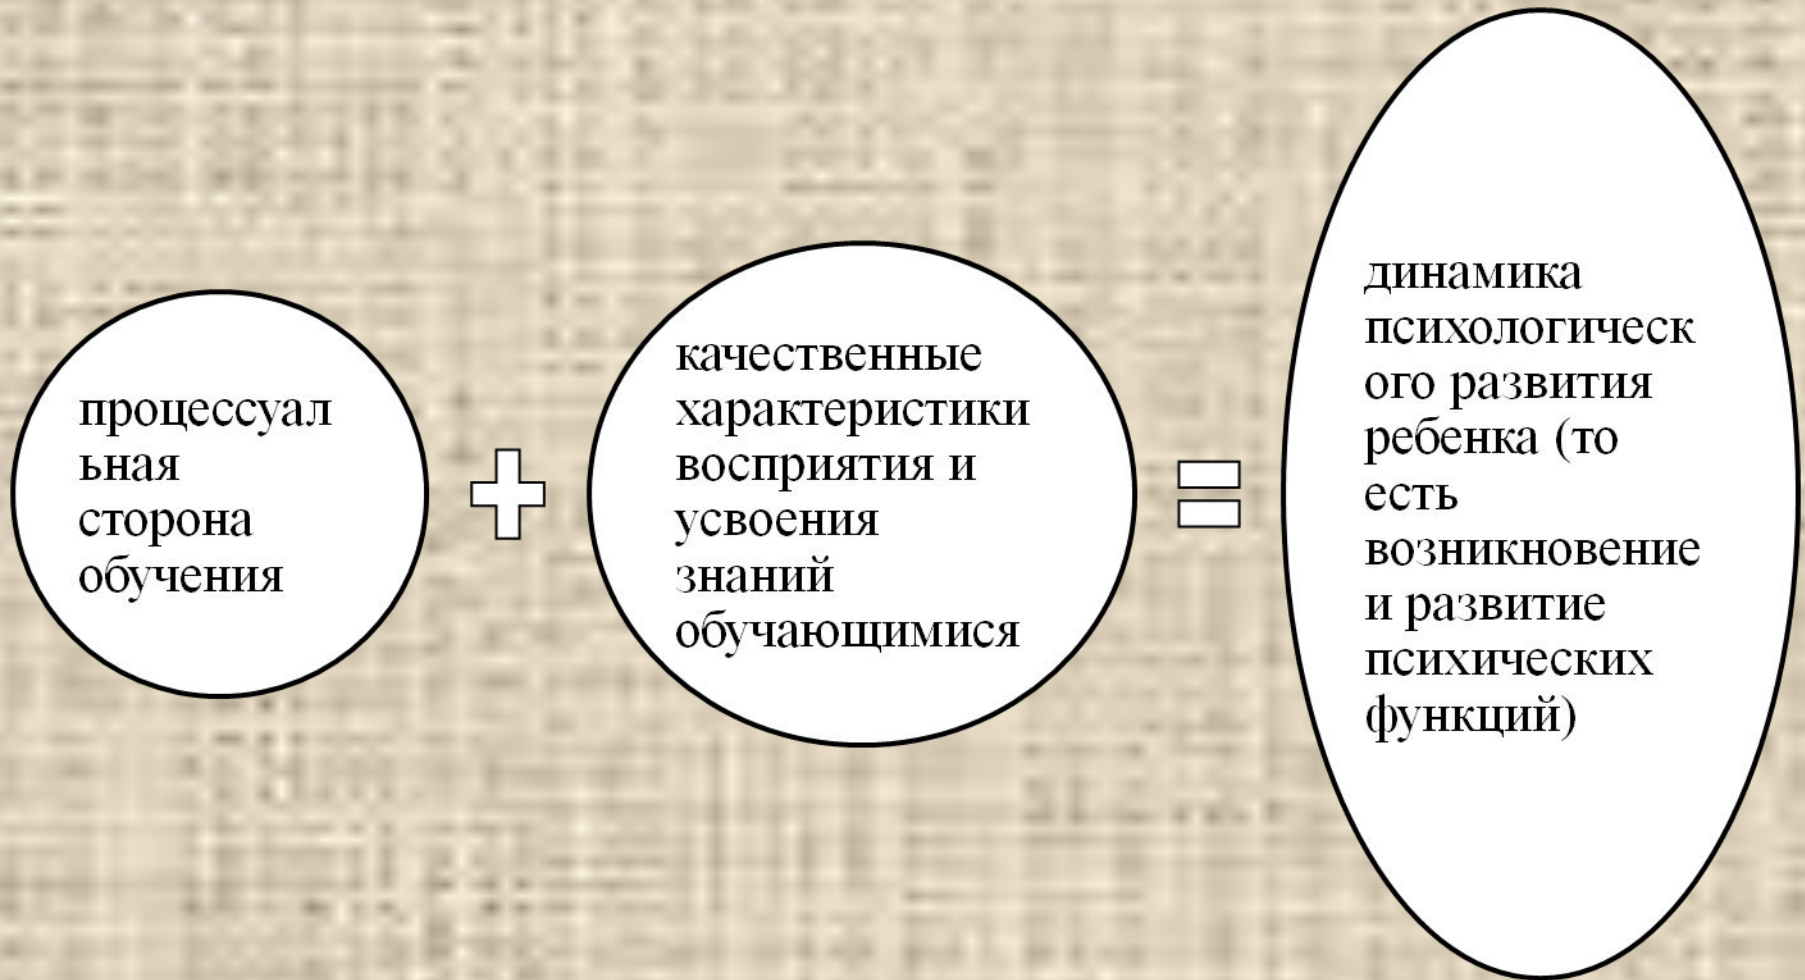 процессуал
ьная
сторона
обучения
качественные
характеристики
восприятия и
усвоения
знаний
обучающимися
динамика
психологическ
ого развития
ребенка (то
есть
возникновение
и развитие
психических
функций)